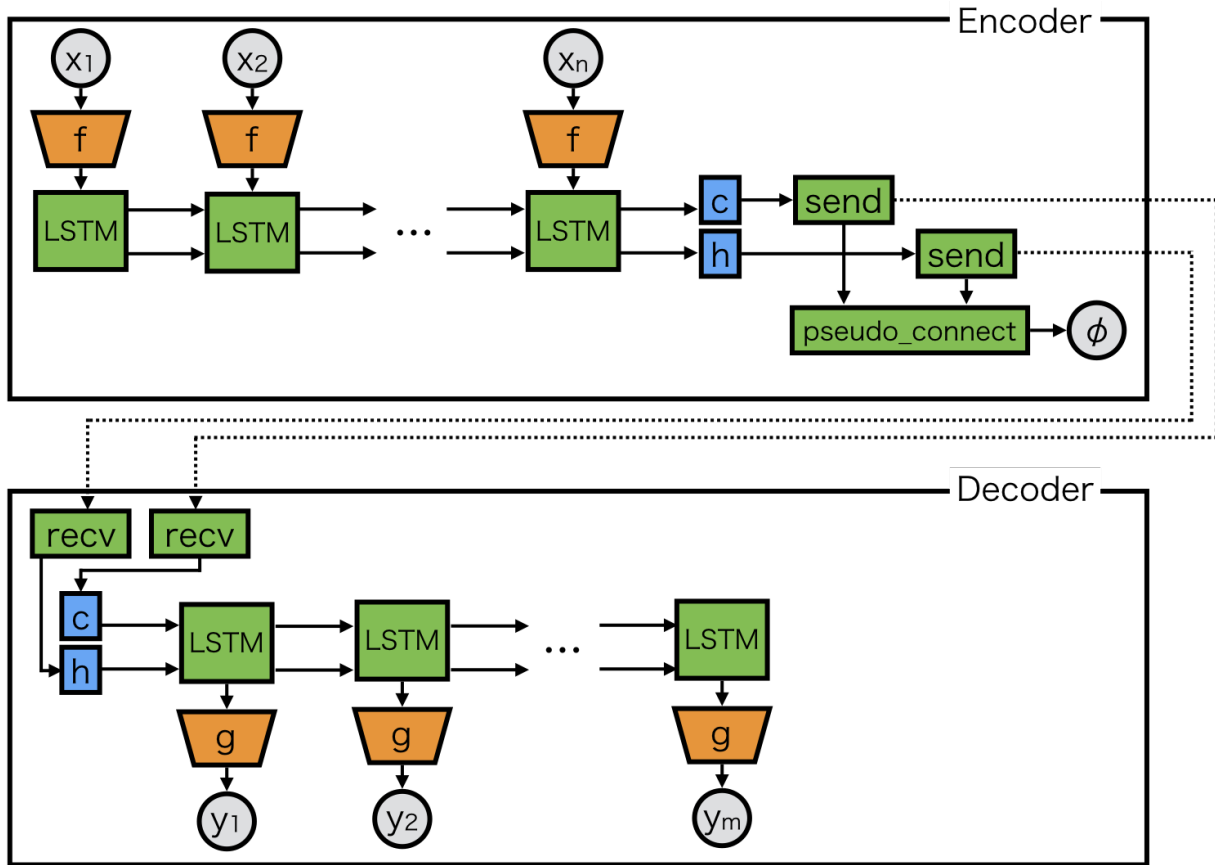 Encoder
x1
x2
xn
f
f
f
LSTM
LSTM
...
LSTM
c
send
h
send
pseudo_connect
φ
Decoder
recv
recv
c
h
LSTM
LSTM
...
LSTM
g
g
g
y1
y2
ym